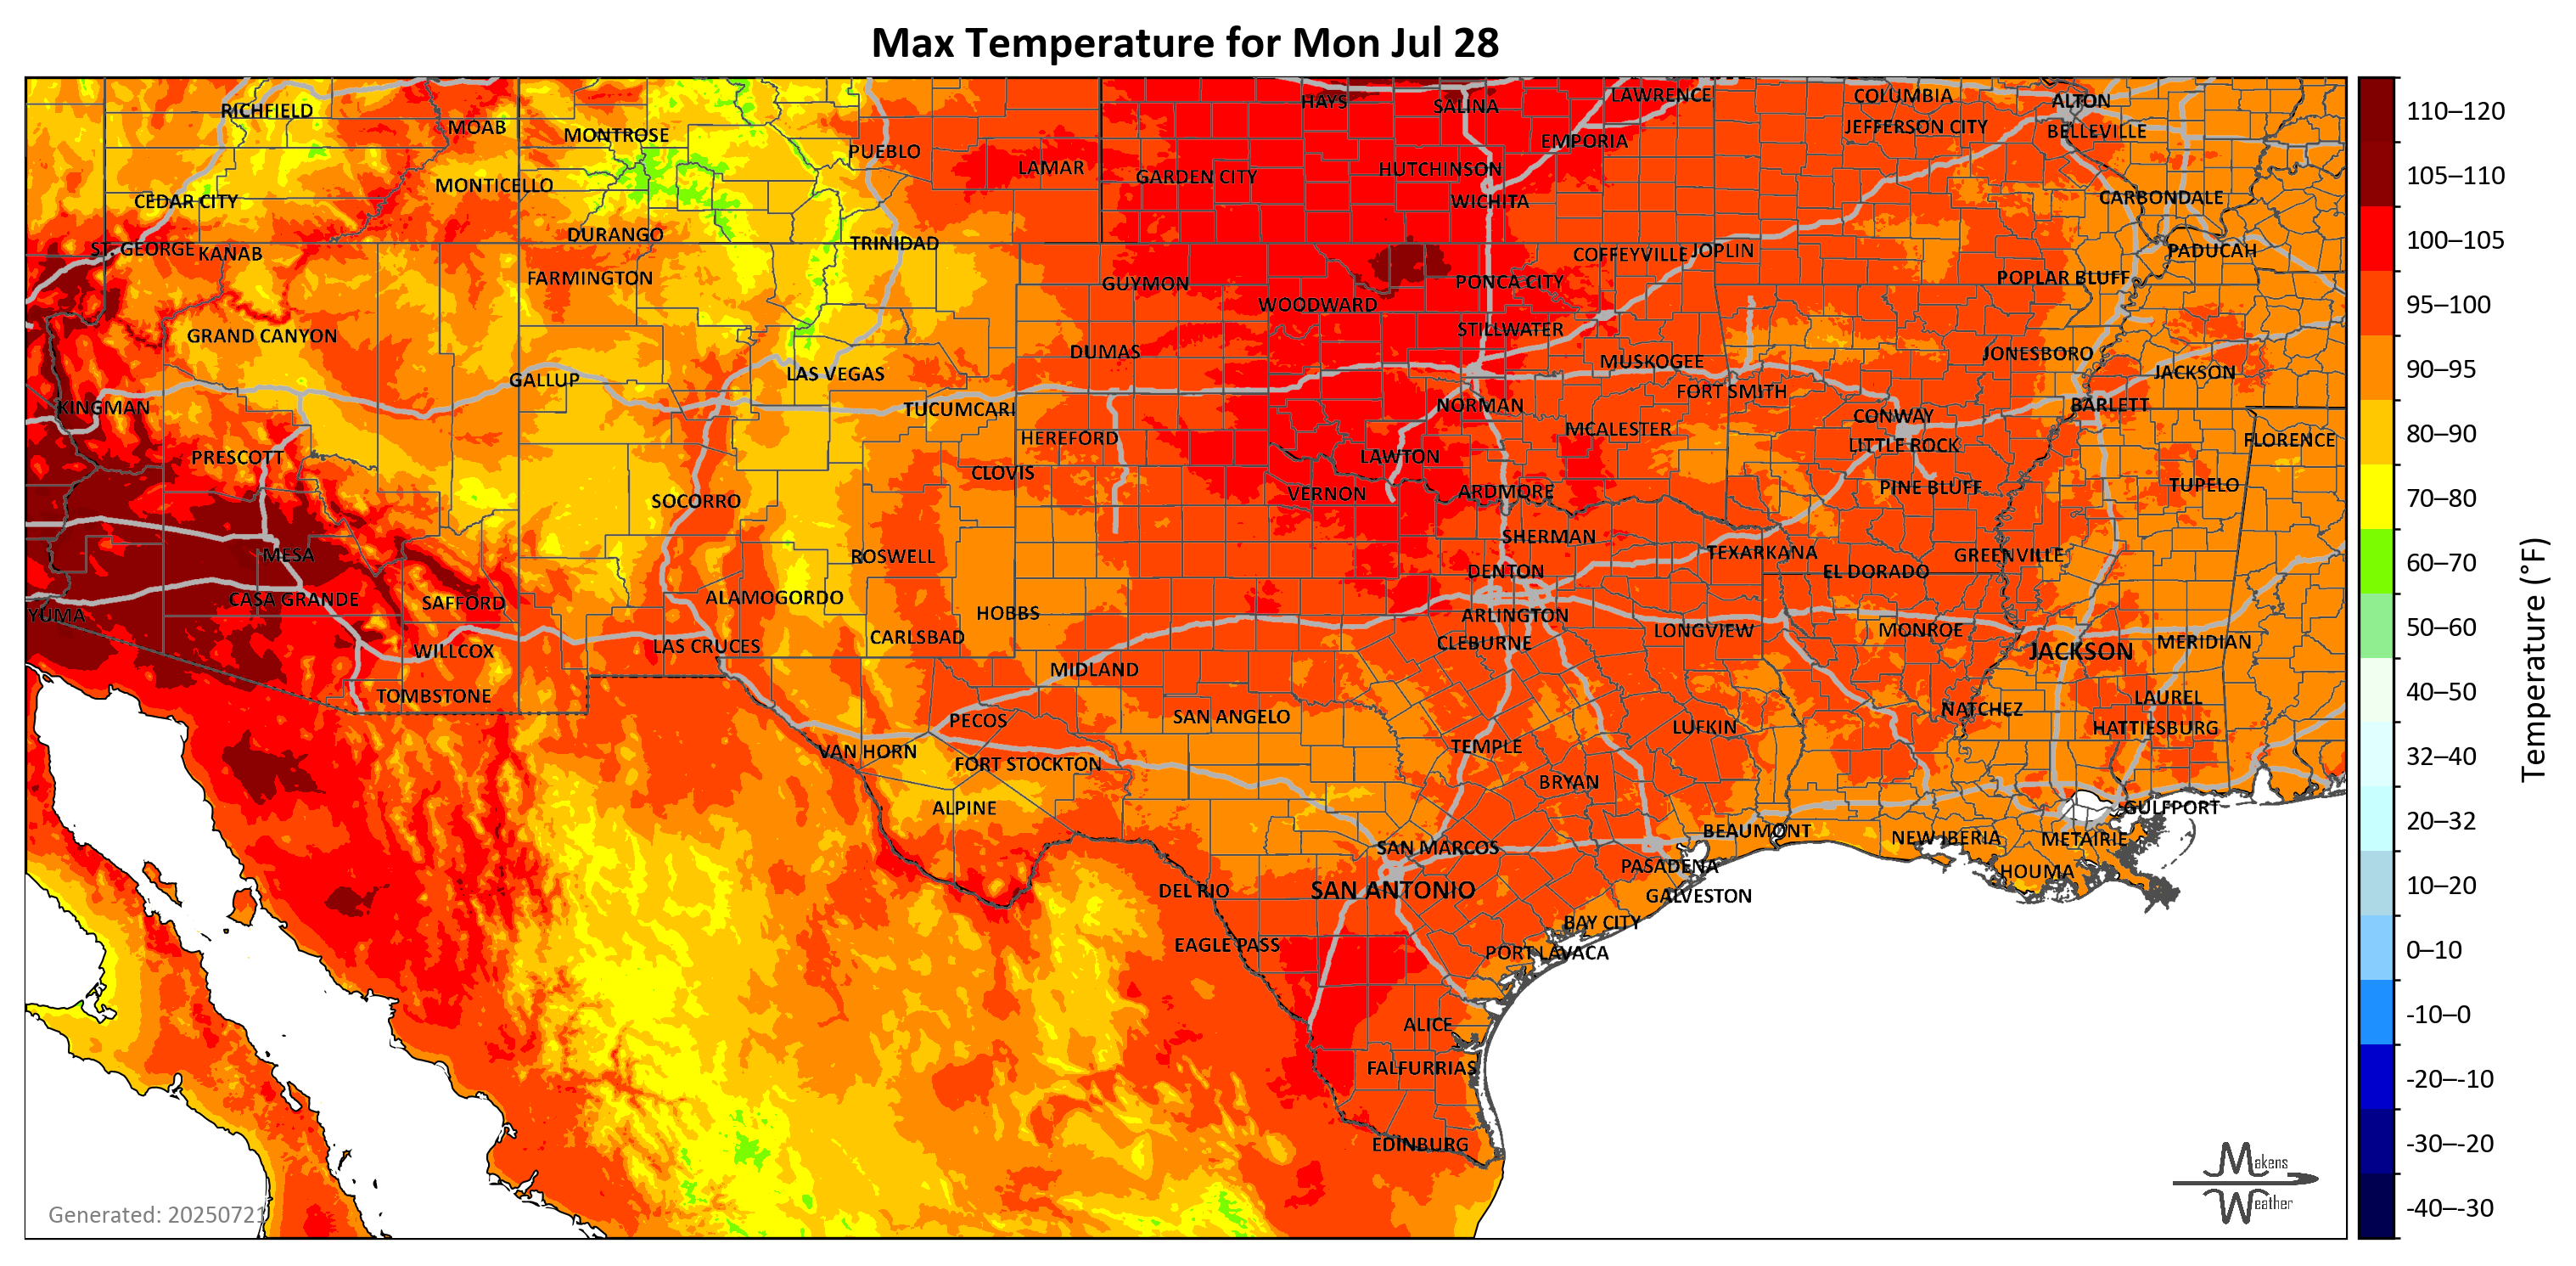 Max Temperature for Mon Jul 28
RICHFIELD
MOAB
MONTROSE
PUEBLO
LAMAR
HAYS
SALINA
LAWRENCE
COLUMBIA
ALTON
EMPORIA
JEFFERSON CITY
BELLEVILLE
MONTICELLO
GARDEN CITY
HUTCHINSON
CEDAR CITY
WICHITA
CARBONDALE
ST. GEORGE
KANAB
DURANGO
TRINIDAD
COFFEYVILLE
JOPLIN
PADUCAH
FARMINGTON
GUYMON
WOODWARD
PONCA CITY
POPLAR BLUFF
GRAND CANYON
DUMAS
STILLWATER
MUSKOGEE
JONESBORO
GALLUP
LAS VEGAS
FORT SMITH
JACKSON
KINGMAN
TUCUMCARI
NORMAN
CONWAY
BARLETT
HEREFORD
MCALESTER
LITTLE ROCK
FLORENCE
PRESCOTT
CLOVIS
LAWTON
SOCORRO
VERNON
ARDMORE
PINE BLUFF
TUPELO
MESA
ROSWELL
SHERMAN
TEXARKANA
GREENVILLE
DENTON
EL DORADO
YUMA
CASA GRANDE
SAFFORD
ALAMOGORDO
HOBBS
ARLINGTON
WILLCOX
LAS CRUCES
CARLSBAD
CLEBURNE
LONGVIEW
MONROE
JACKSON
MERIDIAN
TOMBSTONE
MIDLAND
PECOS
SAN ANGELO
LUFKIN
NATCHEZ
LAUREL
HATTIESBURG
VAN HORN
FORT STOCKTON
TEMPLE
ALPINE
BRYAN
GULFPORT
SAN MARCOS
BEAUMONT
NEW IBERIA
METAIRIE
DEL RIO
SAN ANTONIO
PASADENA
HOUMA
GALVESTON
EAGLE PASS
BAY CITY
PORT LAVACA
ALICE
FALFURRIAS
EDINBURG
Generated: 20250721
Makens
Weather
110–120
105–110
100–105
95–100
90–95
80–90
70–80
60–70
50–60
40–50
32–40
20–32
10–20
0–10
-10–0
-20–-10
-30–-20
-40–-30
Temperature (°F)